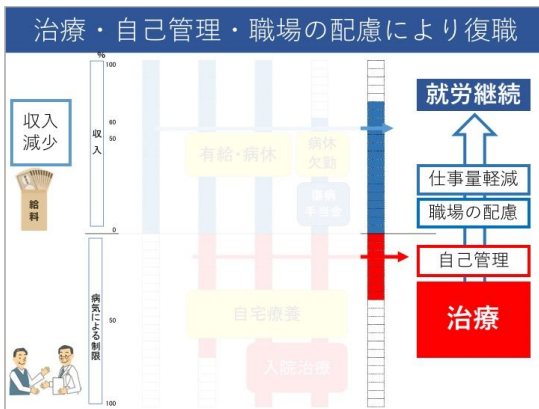 治療・自己管理・職場の配慮により復職
%
100
60
50
0
収入
収入
減少
給料
有給・病休
病休
欠勤
傷病
手当金
就労継続
仕事量軽減
職場の配慮
自己管理
治療
病気による制限
50
100
自宅療養
入院治療